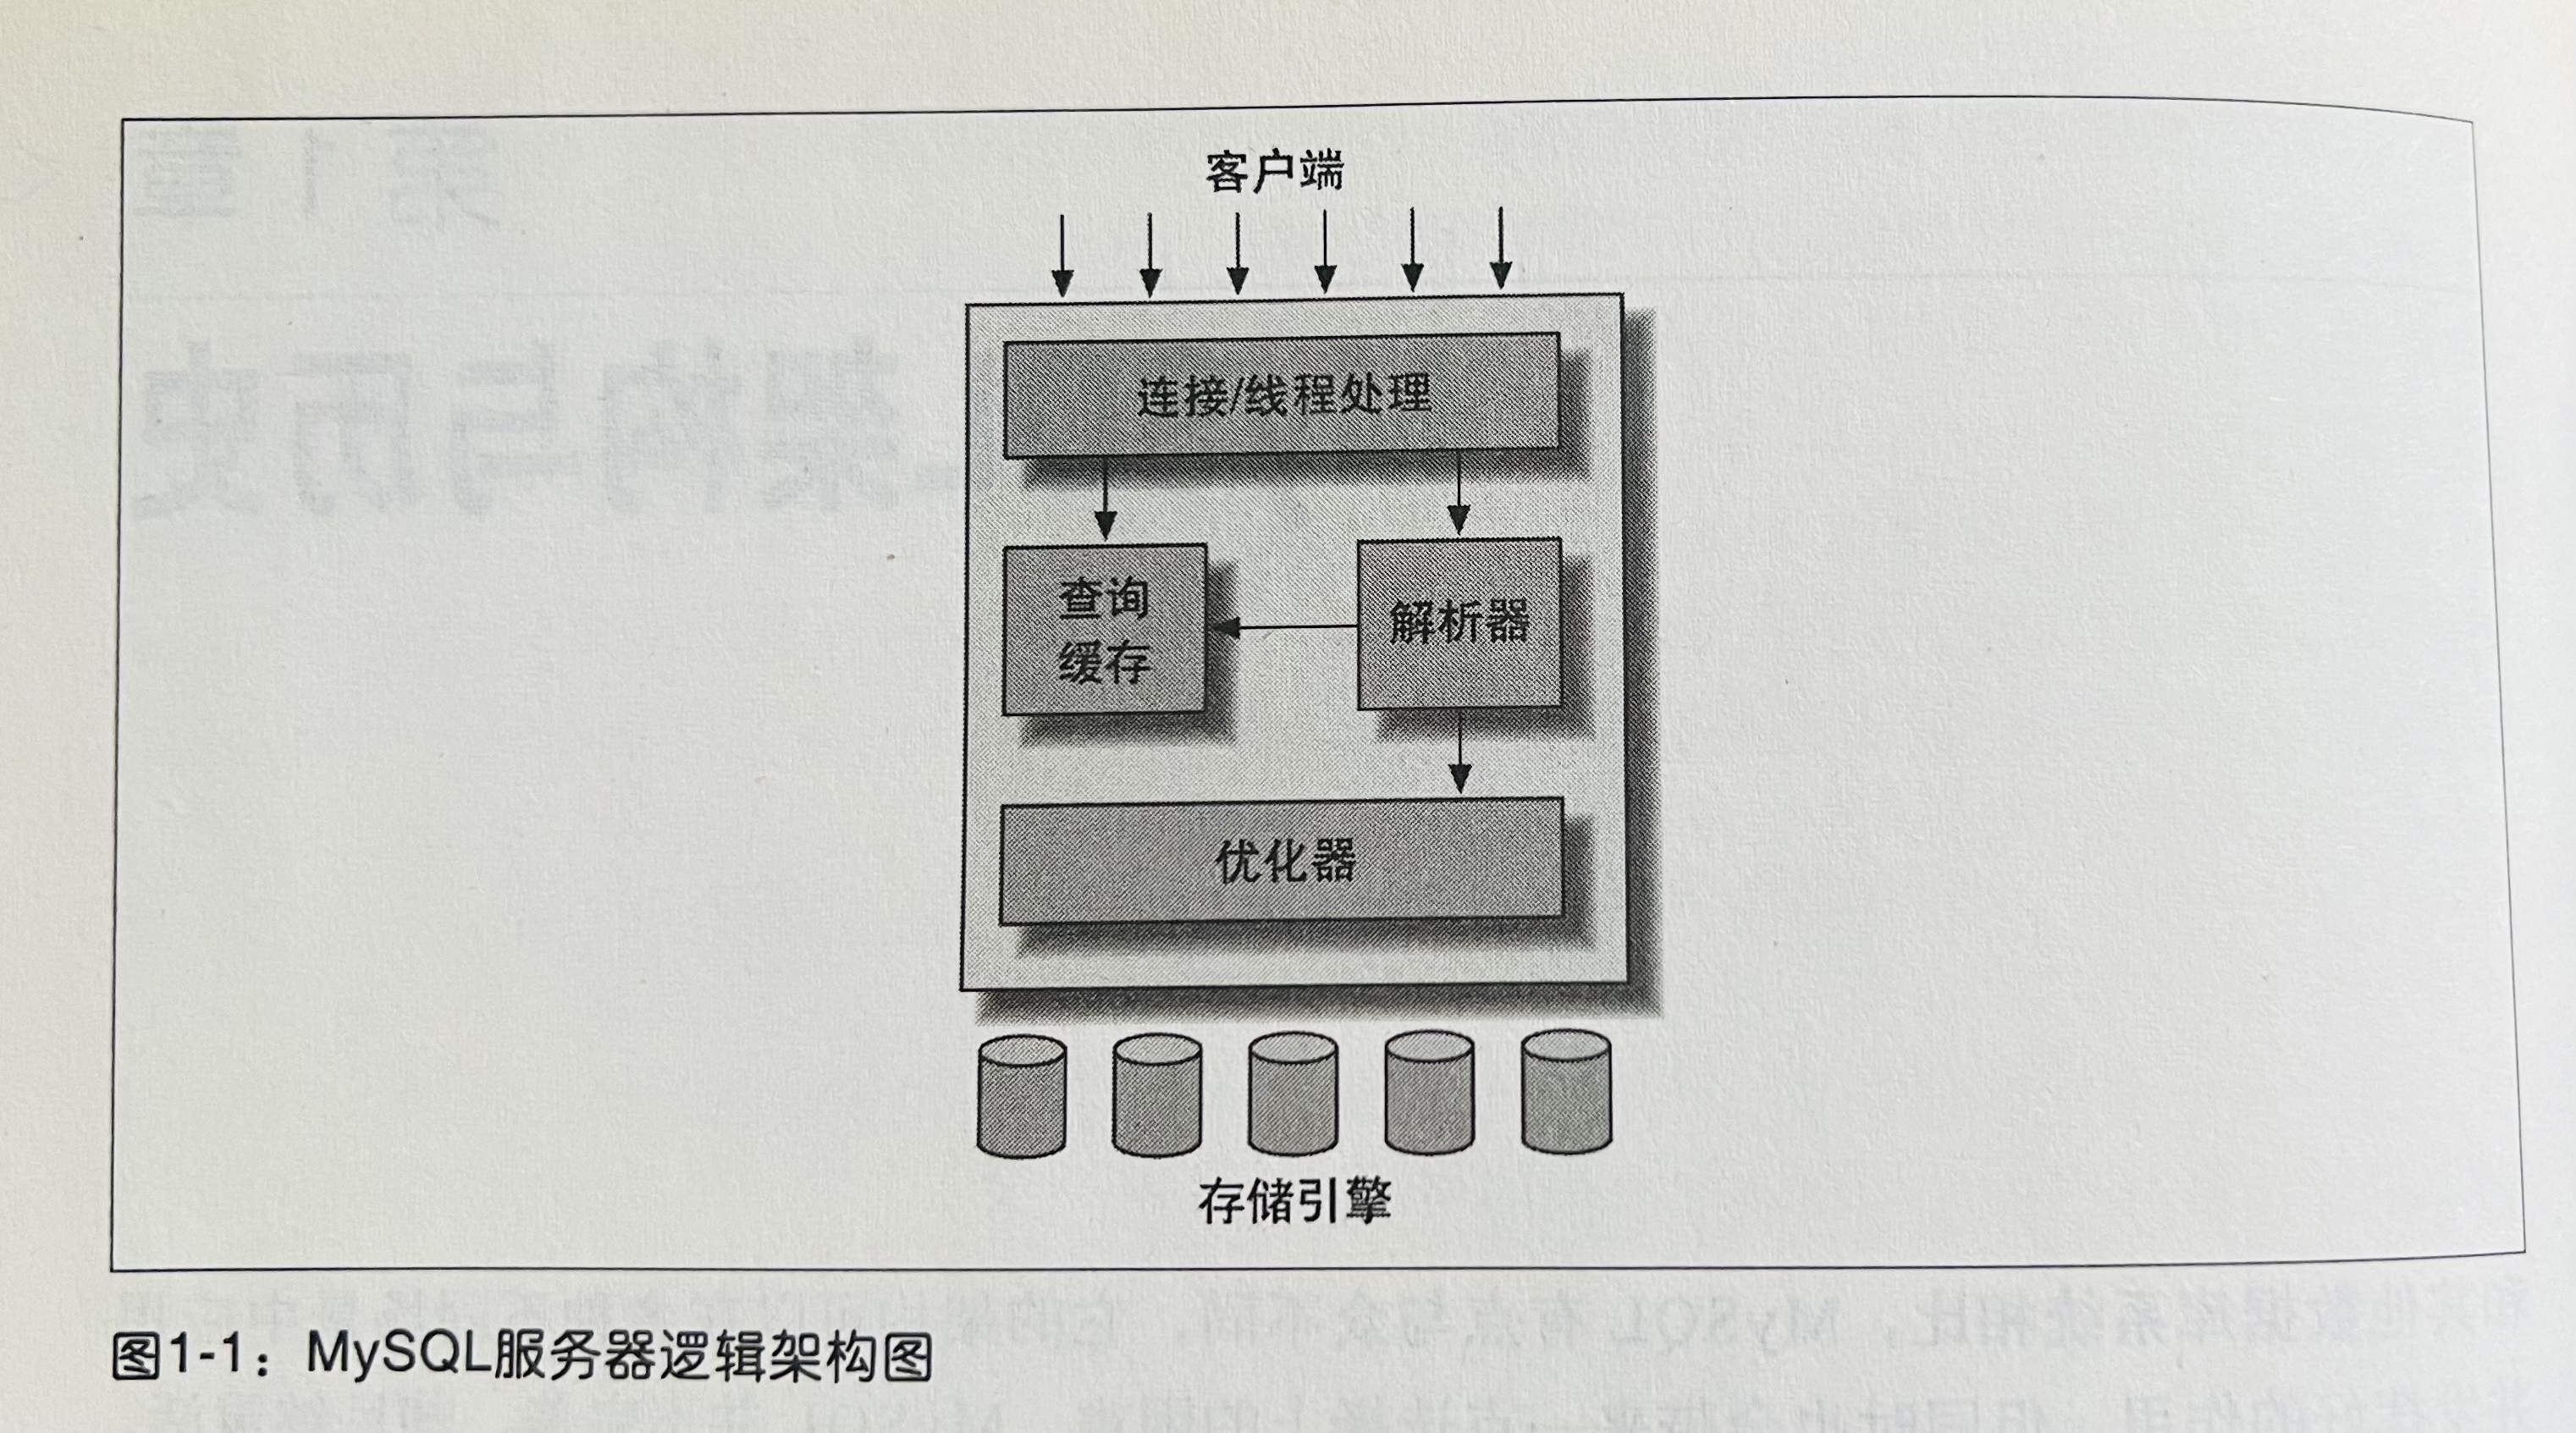 客户端
连接/线程处理
查询
缓存
解析器
优化器
存储引擎
图1-1：MySQL服务器逻辑架构图